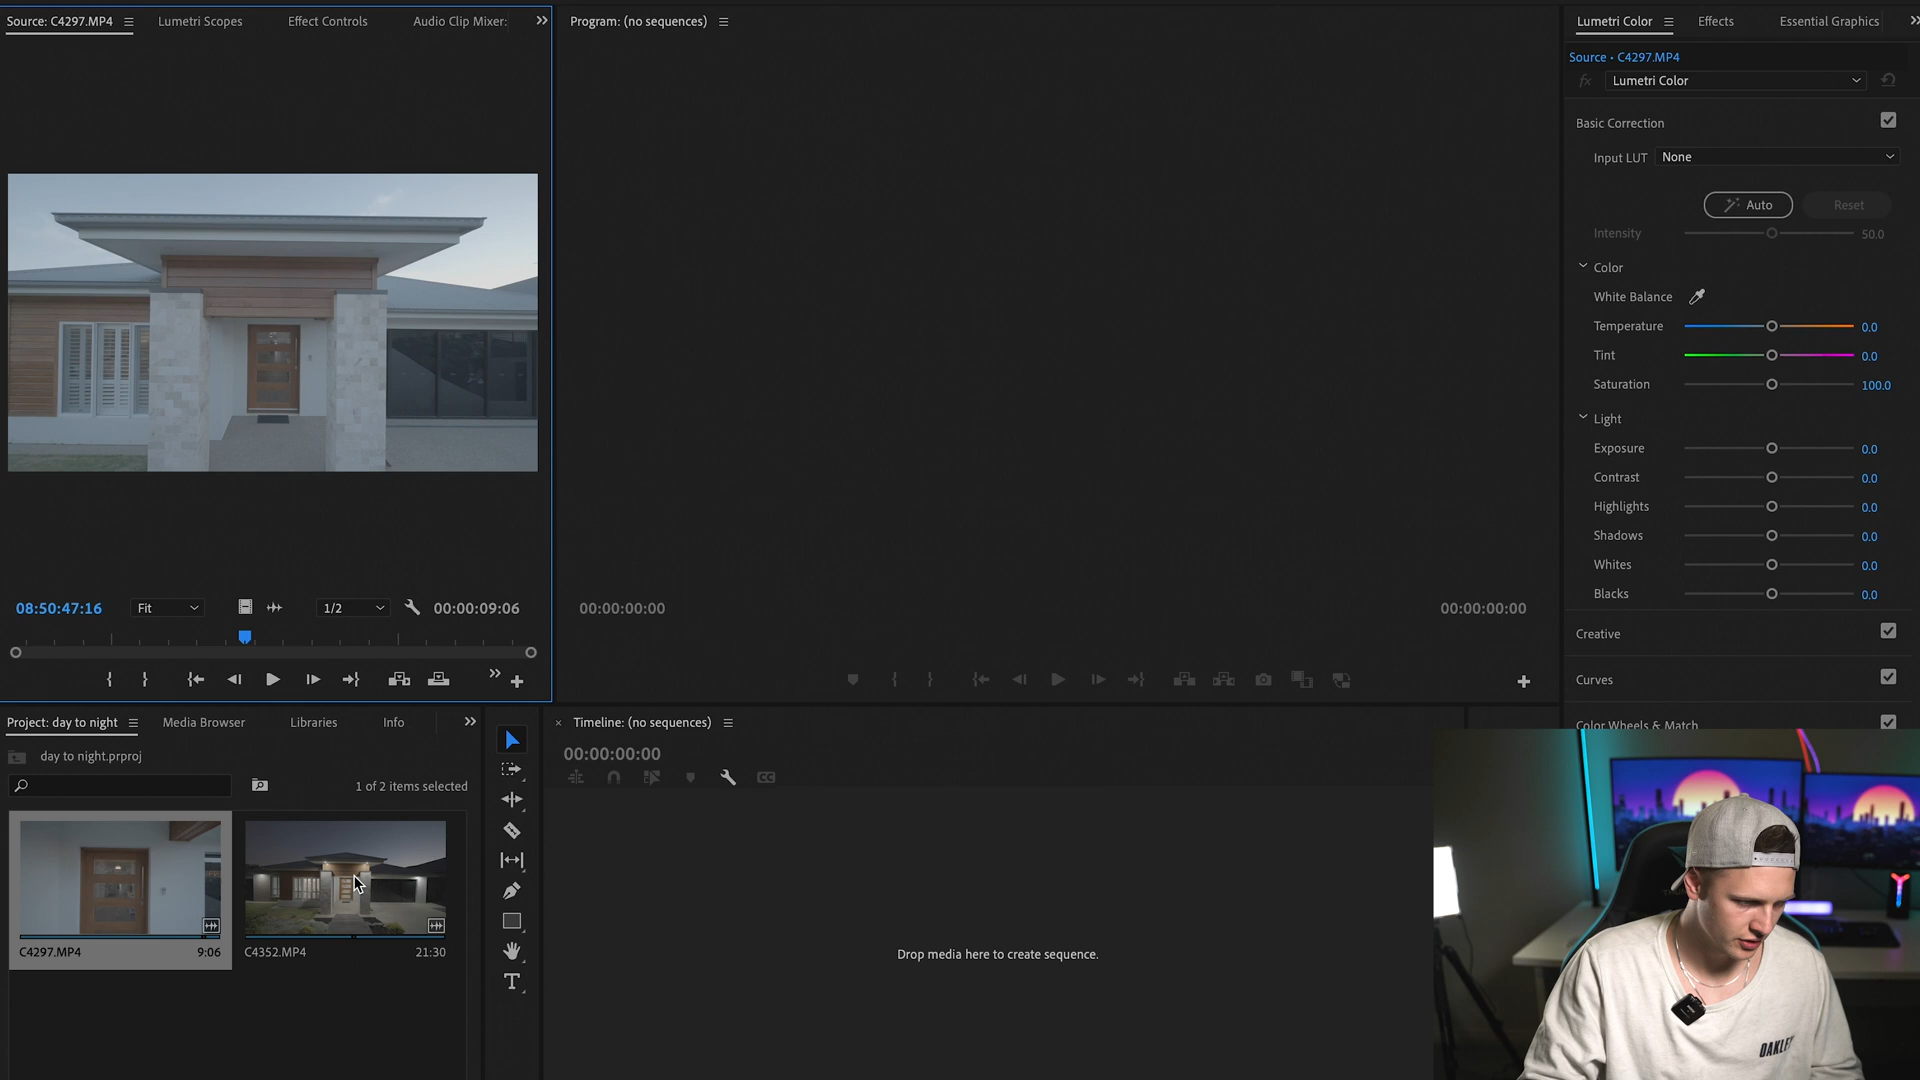 Source: C4297.MP4
Lumetri Scopes
Effect Controls
Audio Clip Mixer:
Program: (no sequences)
Lumetri Color
Effects
Essential Graphics
Source • C4297.MP4
fx
Lumetri Color
Basic Correction
Input LUT
None
Auto
Reset
Intensity
50.0
Color
White Balance
Temperature
0.0
Tint
0.0
Saturation
100.0
Light
Exposure
0.0
Contrast
0.0
Highlights
0.0
Shadows
0.0
Whites
0.0
Blacks
0.0
Creative
Curves
Color Wheels & Match
08:50:47:16
Fit
1/2
00:00:09:06
00:00:00:00
00:00:00:00
Project: day to night
Media Browser
Libraries
Info
day to night.prproj
1 of 2 items selected
C4297.MP4
9:06
C4352.MP4
21:30
T
Timeline: (no sequences)
00:00:00:00
CC
Drop media here to create sequence.
OAKLEY